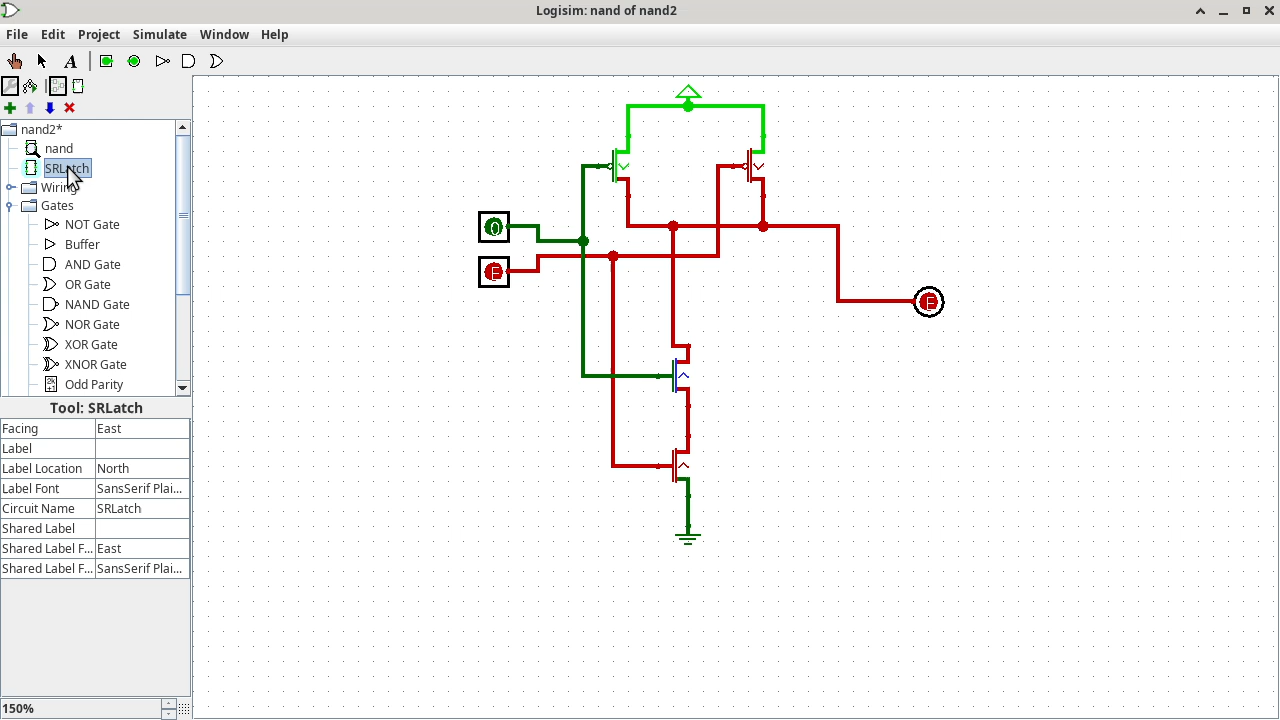 Logisim: nand of nand2
File Edit Project Simulate Window Help
A
nand2*
nand
SRLatch
Wiring
Gates
NOT Gate
Buffer
AND Gate
OR Gate
NAND Gate
NOR Gate
XOR Gate
XNOR Gate
Odd Parity
Tool: SRLatch
Facing East
Label
Label Location North
Label Font SansSerif Plai...
Circuit Name SRLatch
Shared Label
Shared Label F... East
Shared Label F... SansSerif Plai...
150%
0
E
E